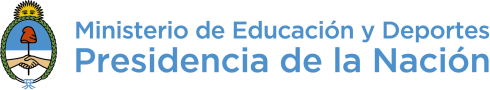 Ministerio de Educación y Deportes
Presidencia de la Nación